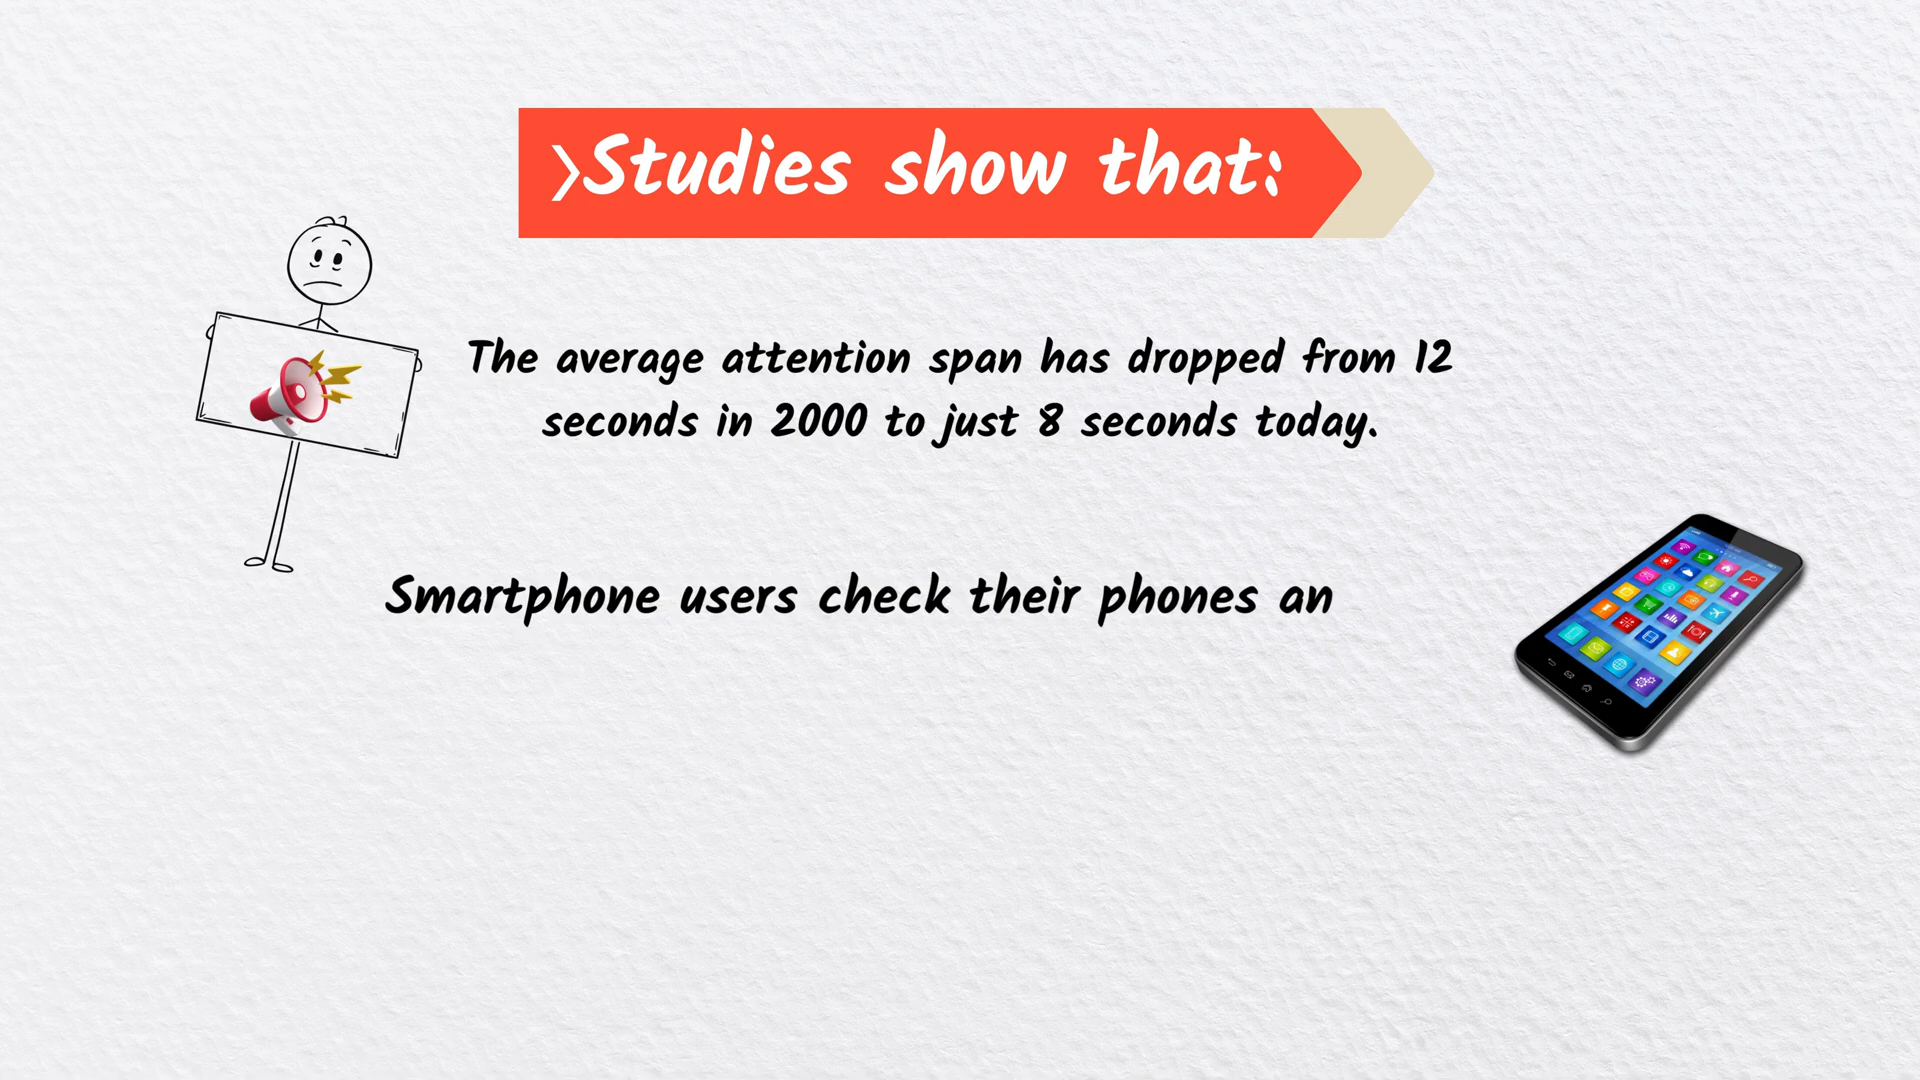 Studies show that:
The average attention span has dropped from 12
seconds in 2000 to just 8 seconds today.
Smartphone users check their phones an